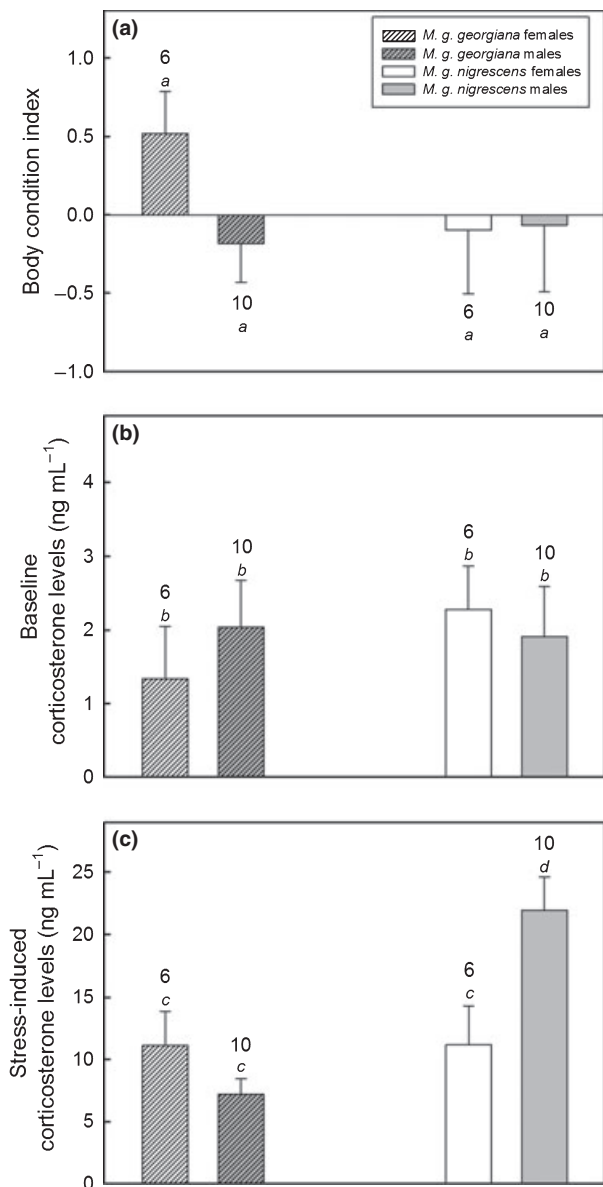 (a)
M. g. georgiana females
M. g. georgiana males
M. g. nigrescens females
M. g. nigrescens males
Body condition index
1.0
0.5
0.0
–0.5
–1.0
6
a
10
a
6
a
10
a
(b)
Baseline
corticosterone levels (ng mL⁻¹)
4
3
2
1
0
6
b
10
b
6
b
10
b
(c)
Stress-induced
corticosterone levels (ng mL⁻¹)
25
20
15
10
5
0
6
c
10
c
6
c
10
d